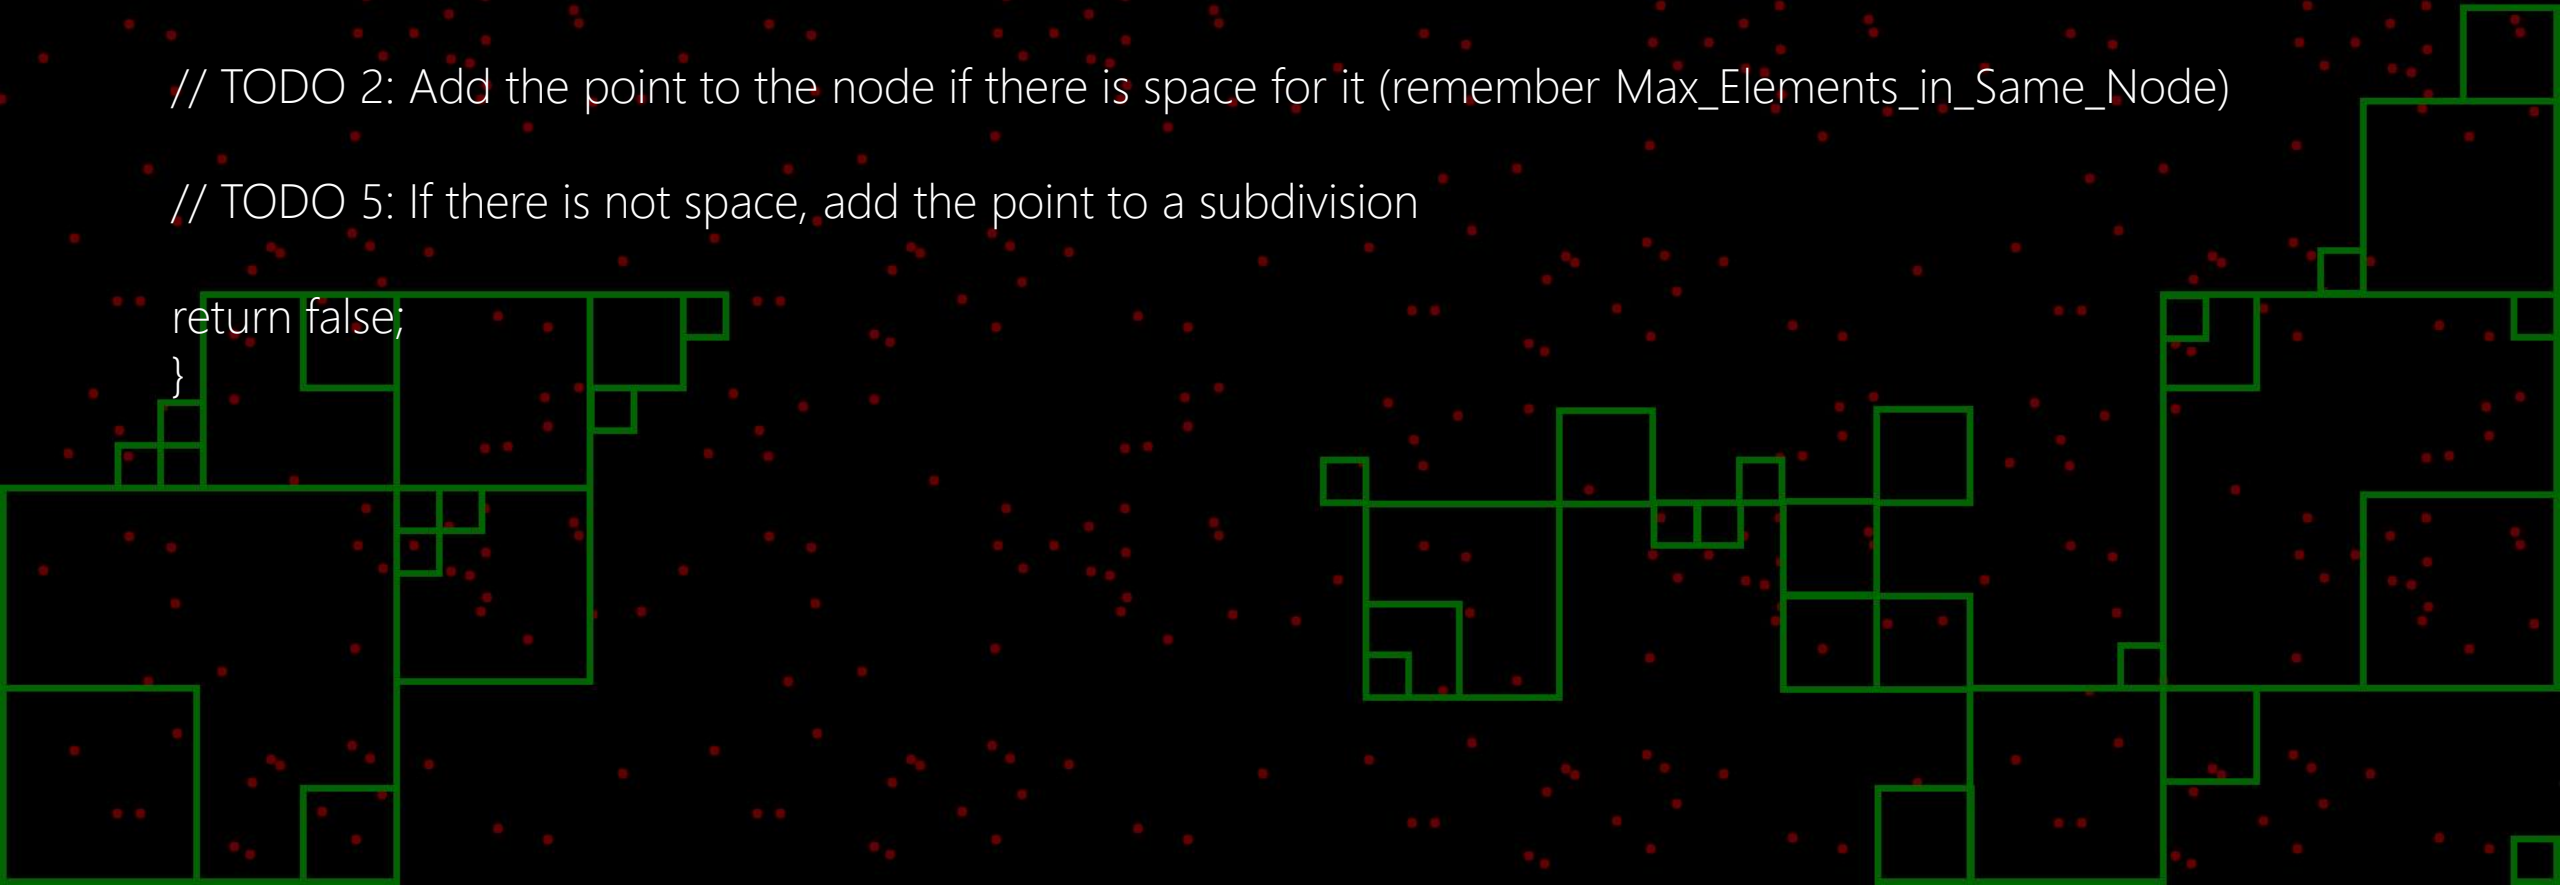 // TODO 2: Add the point to the node if there is space for it (remember Max_Elements_in_Same_Node)
// TODO 5: If there is not space, add the point to a subdivision
return false;
}